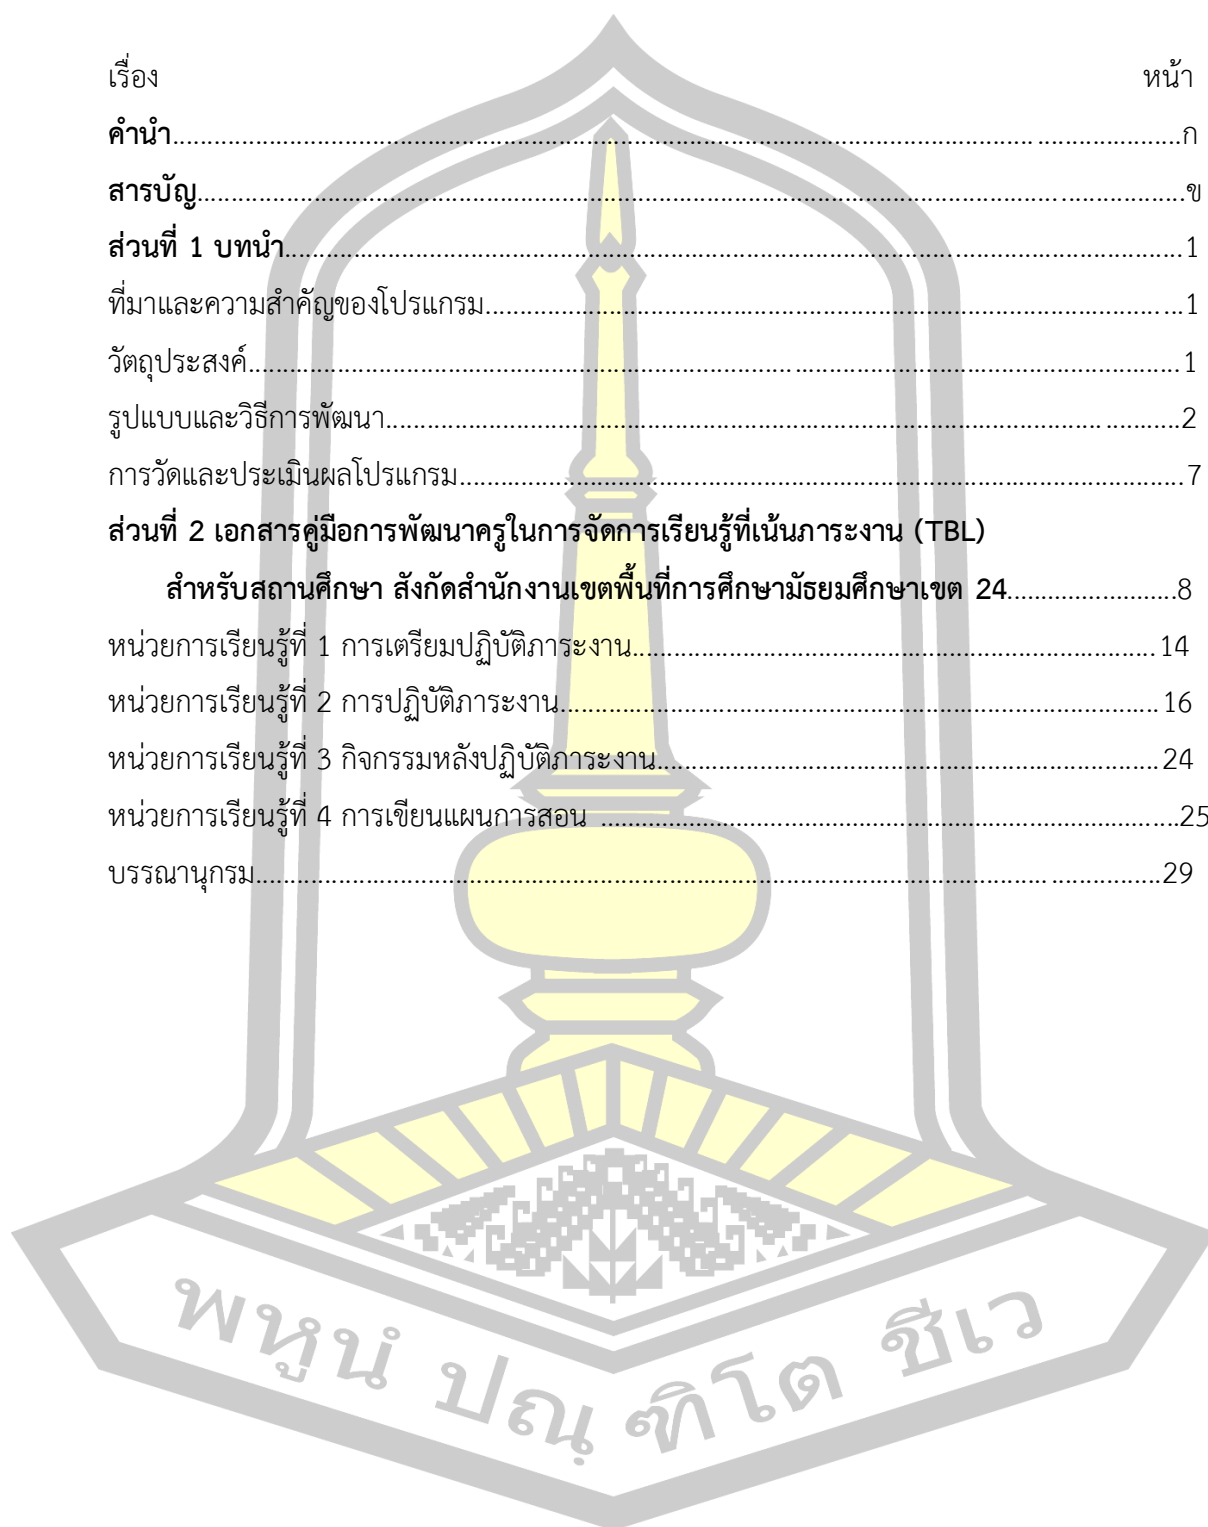 เรื่อง หน้า
คำนำ........................................................................ก
สารบัญ........................................................................ข
ส่วนที่ 1 บทนำ........................................................................1
ที่มาและความสำคัญของโปรแกรม........................................................................1
วัตถุประสงค์........................................................................1
รูปแบบและวิธีการพัฒนา........................................................................2
การวัดและประเมินผลโปรแกรม........................................................................7
ส่วนที่ 2 เอกสารคู่มือการพัฒนาครูในการจัดการเรียนรู้ที่เน้นภาระงาน (TBL)
สำหรับสถานศึกษา สังกัดสำนักงานเขตพื้นที่การศึกษามัธยมศึกษาเขต 24.........................8
หน่วยการเรียนรู้ที่ 1 การเตรียมปฏิบัติภาระงาน........................................................................14
หน่วยการเรียนรู้ที่ 2 การปฏิบัติภาระงาน........................................................................16
หน่วยการเรียนรู้ที่ 3 กิจกรรมหลังปฏิบัติภาระงาน........................................................................24
หน่วยการเรียนรู้ที่ 4 การเขียนแผนการสอน ........................................................................25
บรรณานุกรม........................................................................29
พหูนํ ปณฺฑิโต ชีเว